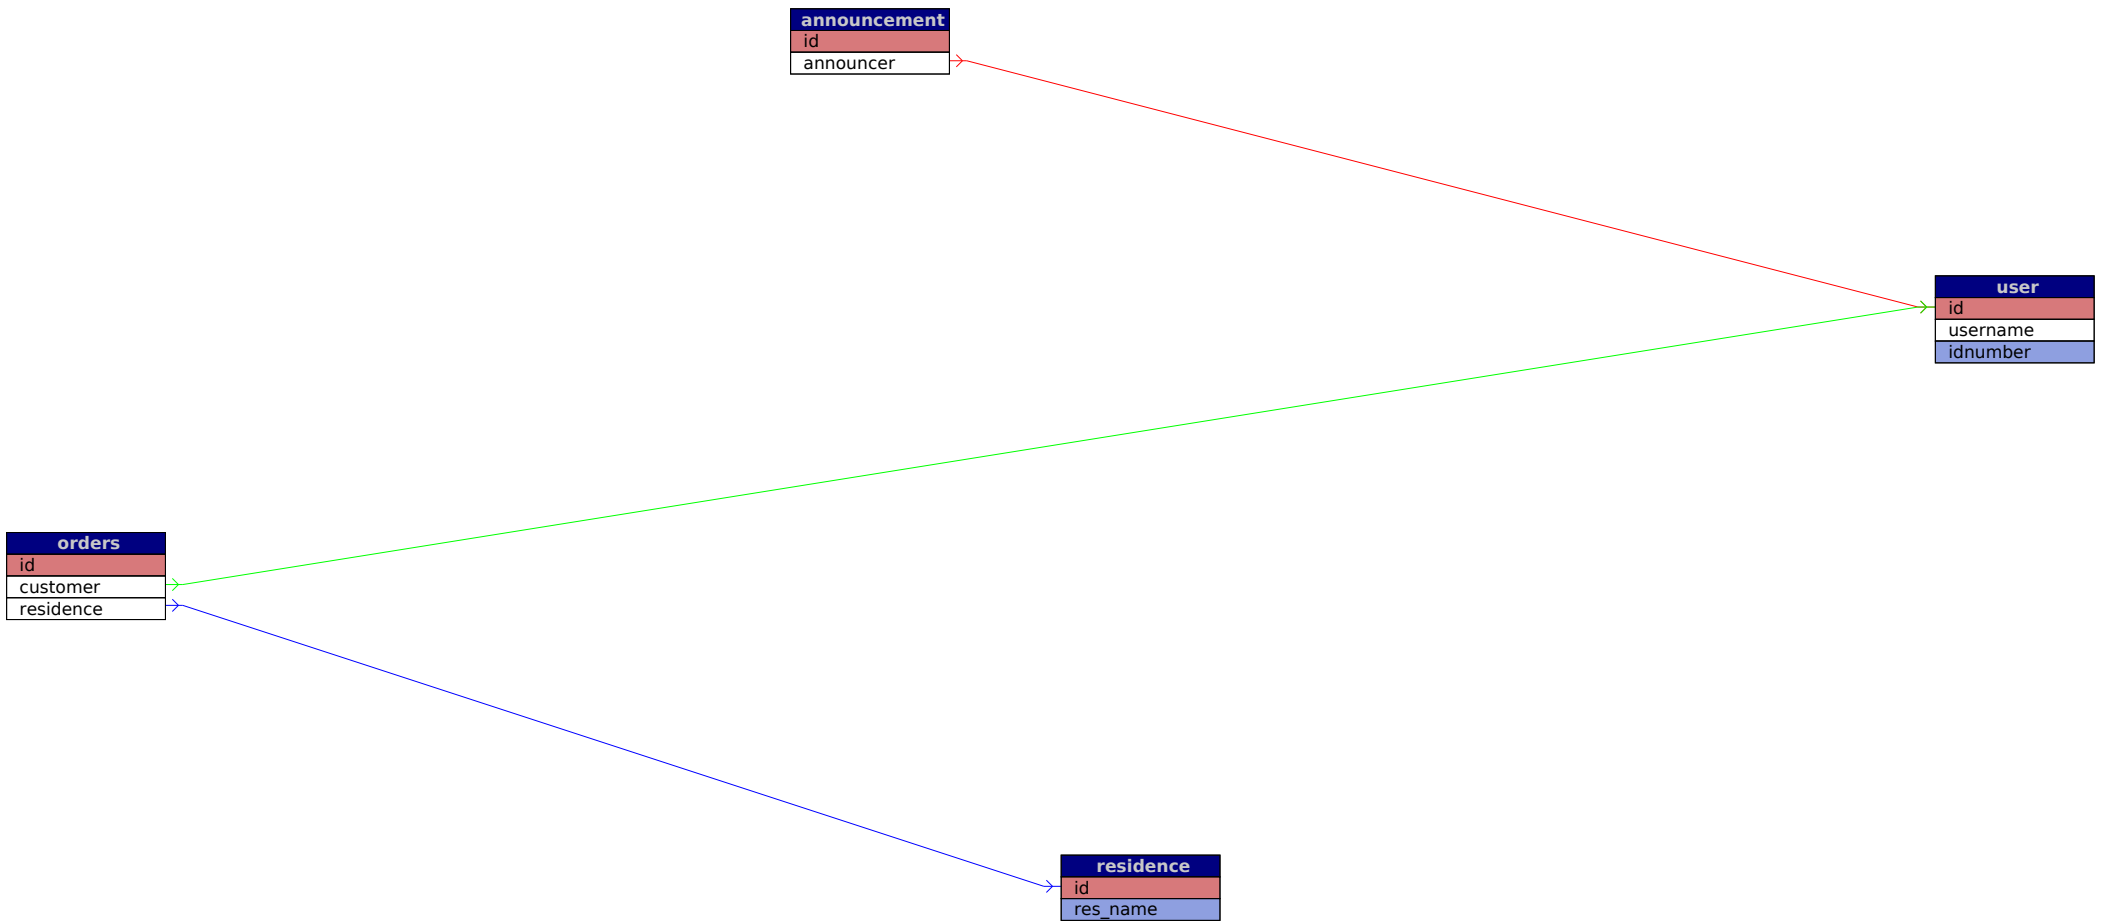 announcement
id
announcer
user
id
username
idnumber
orders
id
customer
residence
residence
id
res_name